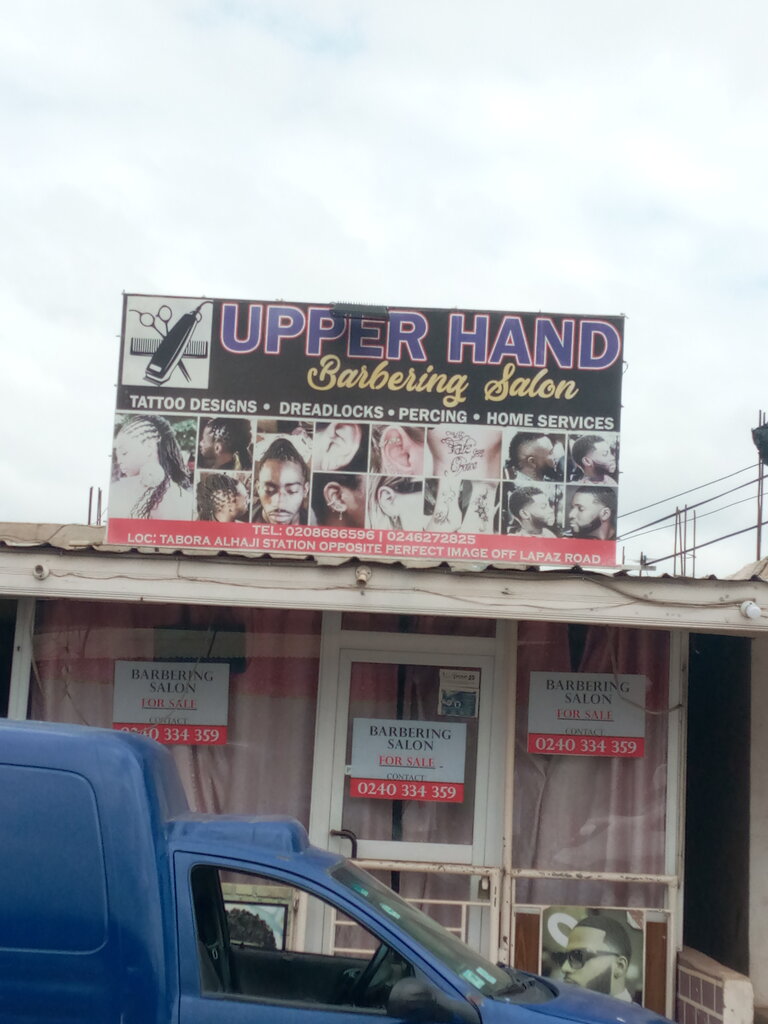 UPPER HAND
Barbering Salon
TATTOO DESIGNS • DREADLOCKS • PERCING • HOME SERVICES
TEL: 0208686596 | 0246272825
LOC: TABORA ALHAJI STATION OPPOSITE PERFECT IMAGE OFF LAPAZ ROAD
BARBERING
SALON
FOR SALE
CONTACT
0240 334 359
BARBERING
SALON
FOR SALE
CONTACT
0240 334 359
BARBERING
SALON
FOR SALE
CONTACT
0240 334 359